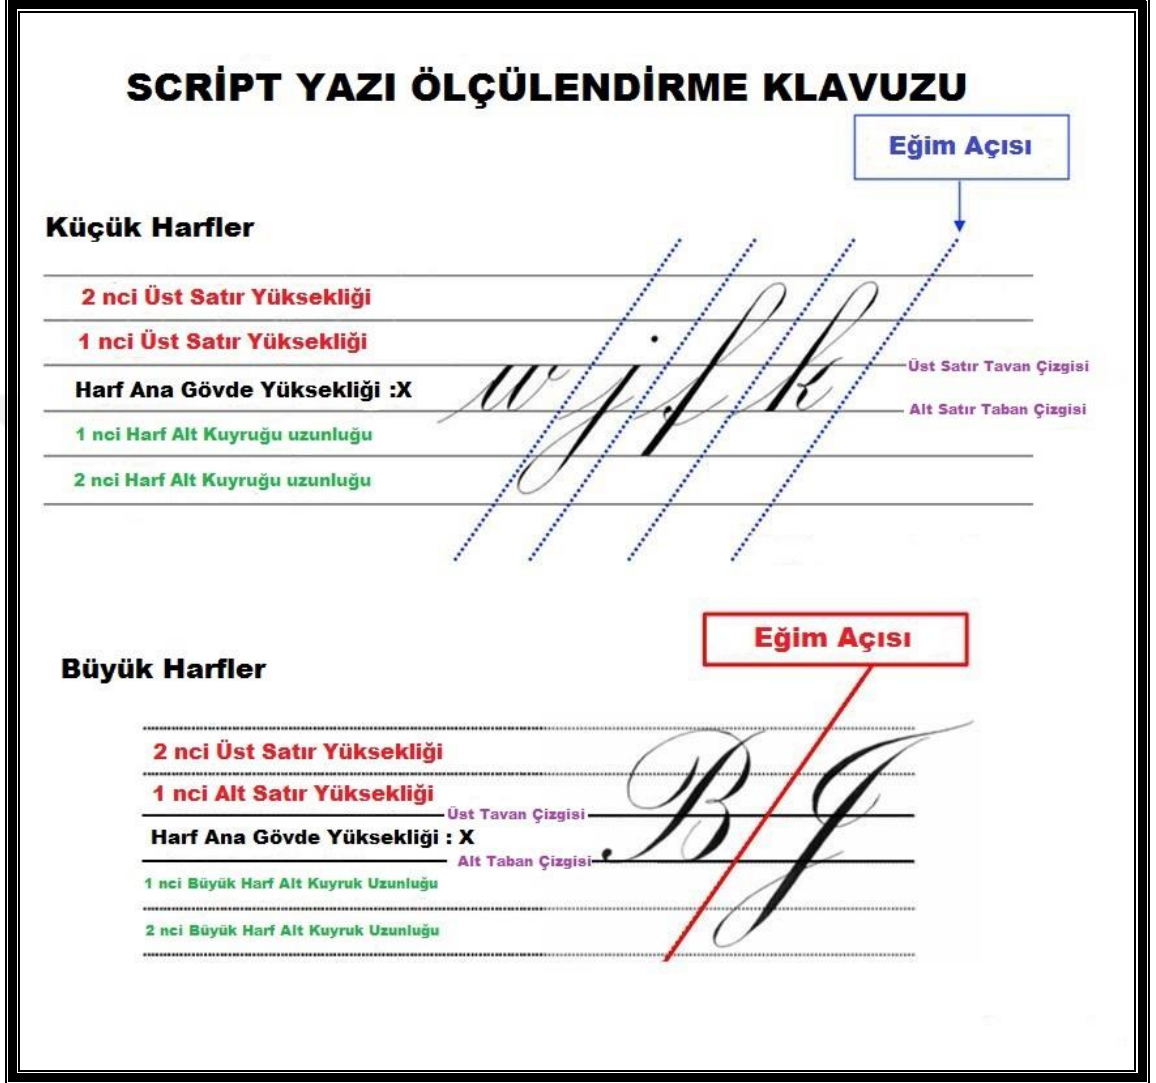 SCRİPT YAZI ÖLÇÜLENDİRME KLAVUZU
Eğim Açısı
Küçük Harfler
2 nci Üst Satır Yüksekliği
1 nci Üst Satır Yüksekliği
Üst Satır Tavan Çizgisi
Harf Ana Gövde Yüksekliği :X
Alt Satır Taban Çizgisi
1 nci Harf Alt Kuyruğu uzunluğu
2 nci Harf Alt Kuyruğu uzunluğu
w j f k
Eğim Açısı
Büyük Harfler
2 nci Üst Satır Yüksekliği
1 nci Alt Satır Yüksekliği
Üst Tavan Çizgisi
Harf Ana Gövde Yüksekliği : X
Alt Taban Çizgisi
1 nci Büyük Harf Alt Kuyruk Uzunluğu
2 nci Büyük Harf Alt Kuyruk Uzunluğu
B J